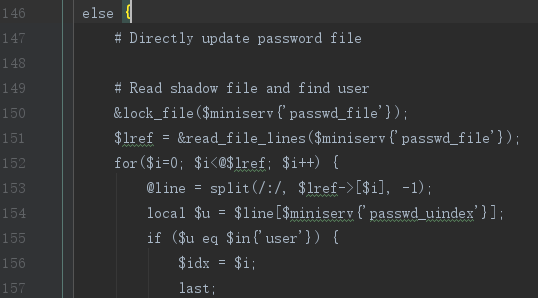 146 else {
147 # Directly update password file
148
149 # Read shadow file and find user
150 &lock_file($miniserv{'passwd_file'});
151 $lref = &read_file_lines($miniserv{'passwd_file'});
152 for($i=0; $i<@$lref; $i++) {
153 @line = split(/:/, $lref->[$i], -1);
154 local $u = $line[$miniserv{'passwd_uindex'}];
155 if ($u eq $in{'user'}) {
156 $idx = $i;
157 last;